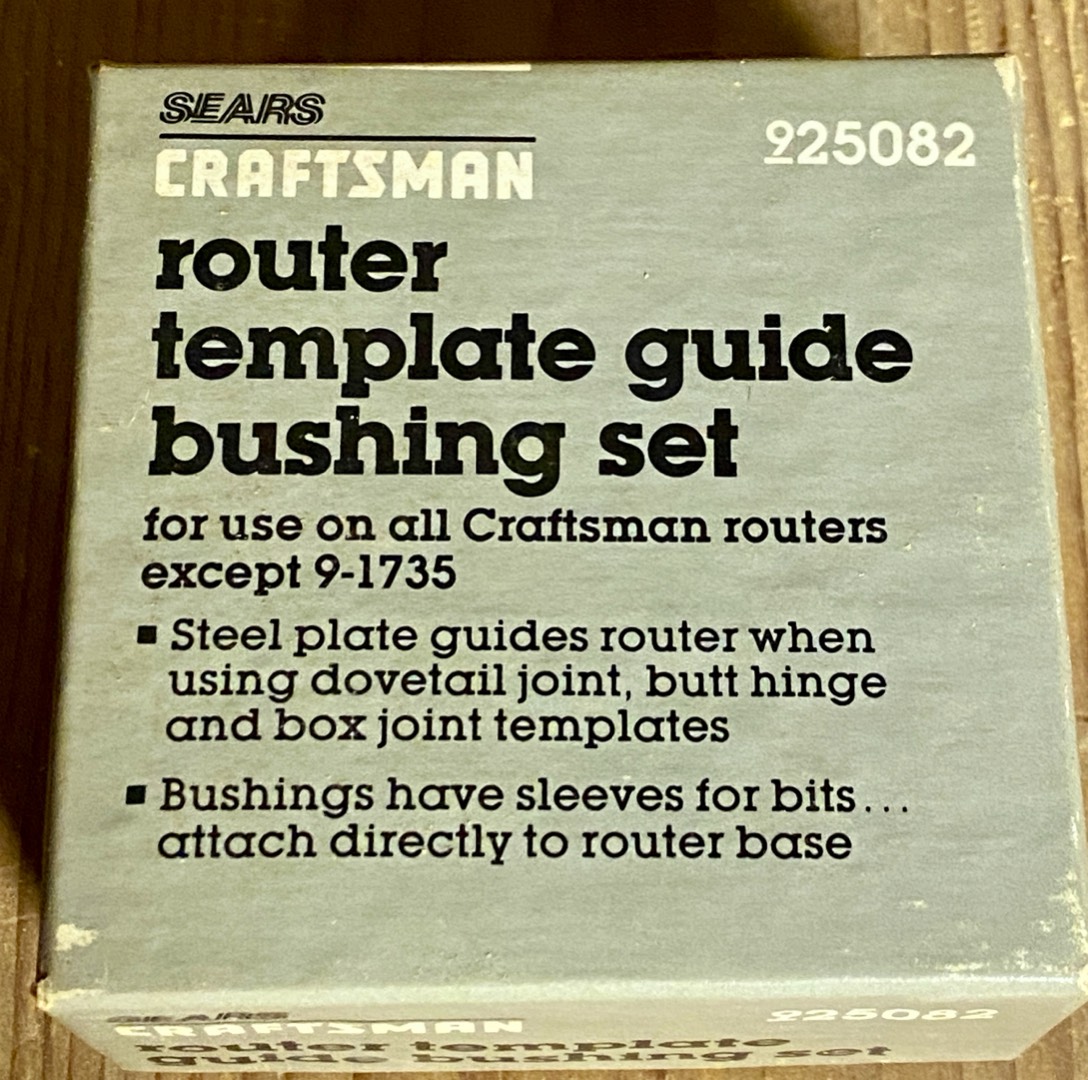 SEARS
CRAFTSMAN
925082
router
template guide
bushing set
for use on all Craftsman routers
except 9-1735
▪ Steel plate guides router when
using dovetail joint, butt hinge
and box joint templates
▪ Bushings have sleeves for bits...
attach directly to router base
SEARS
CRAFTSMAN
925082
router template
guide bushing set